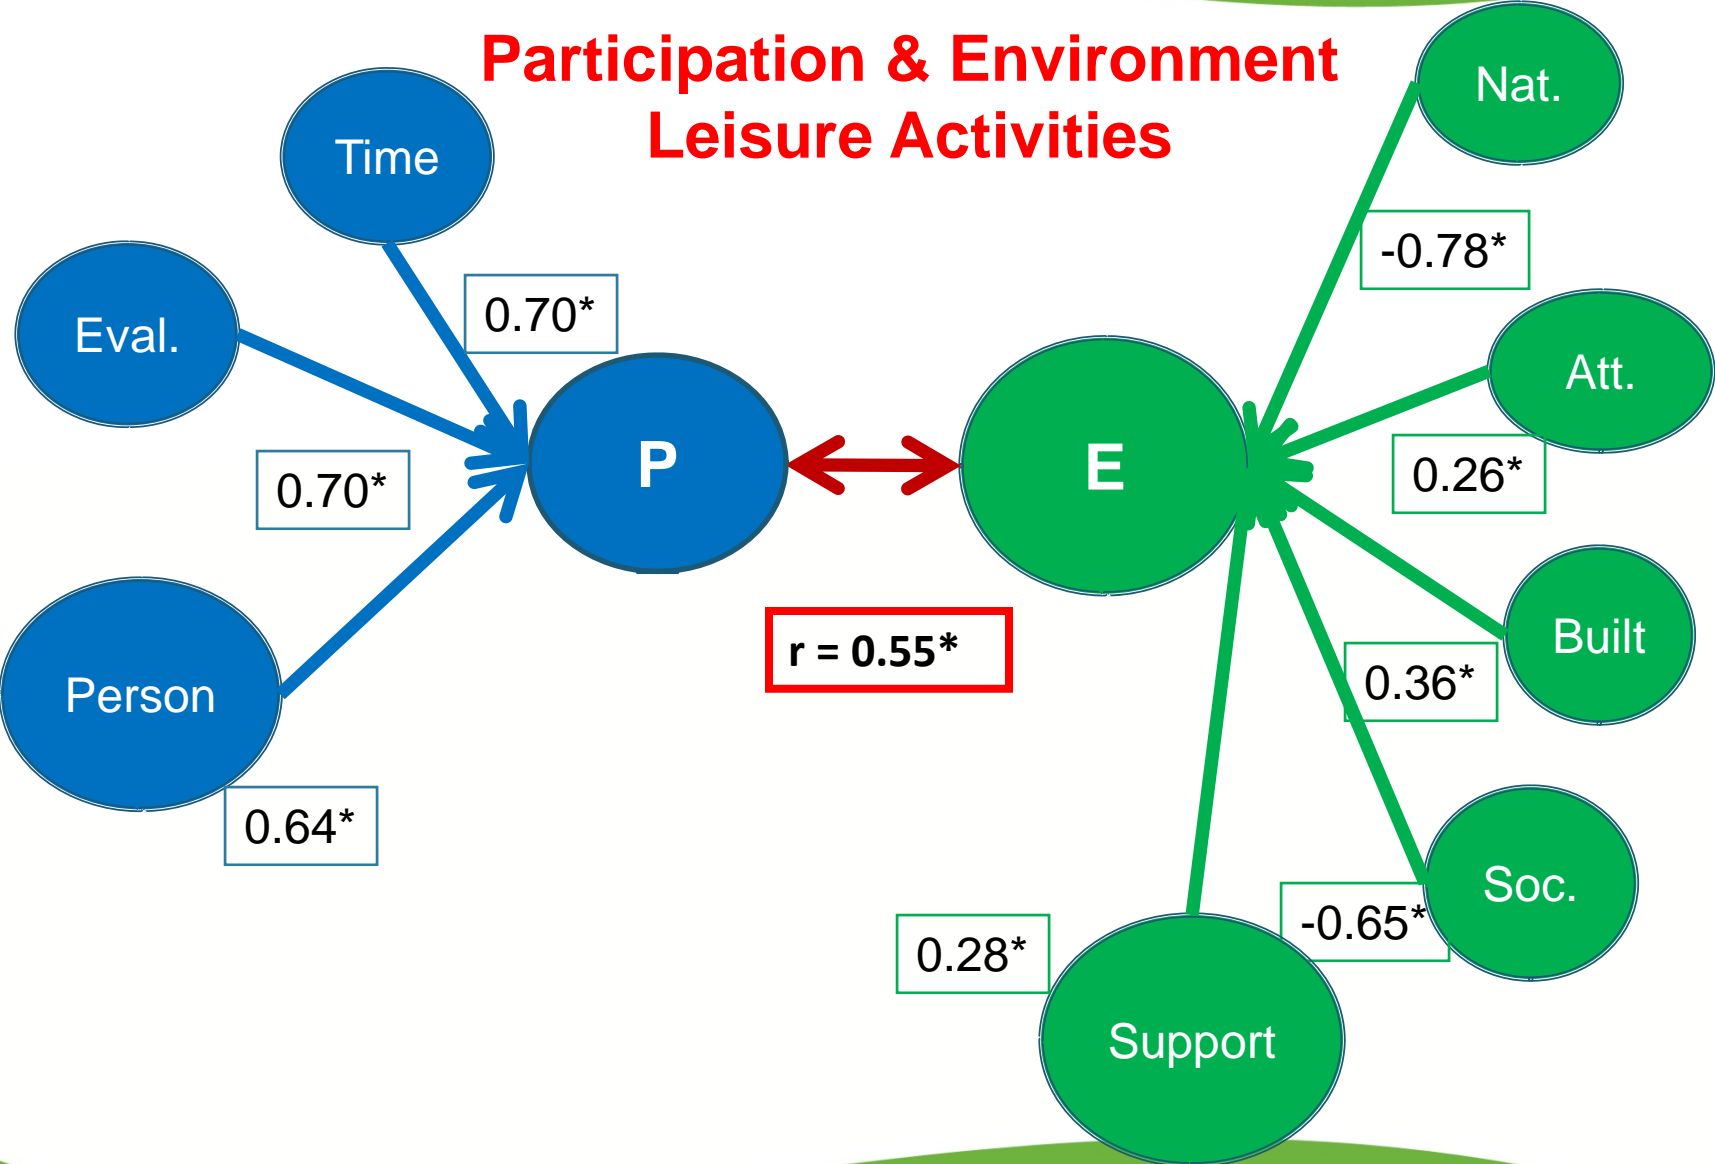 Participation & Environment
Leisure Activities
Nat.
Time
-0.78*
0.70*
Eval.
Att.
P
E
0.26*
0.70*
Built
r = 0.55*
0.36*
Person
0.64*
Soc.
-0.65*
0.28*
Support